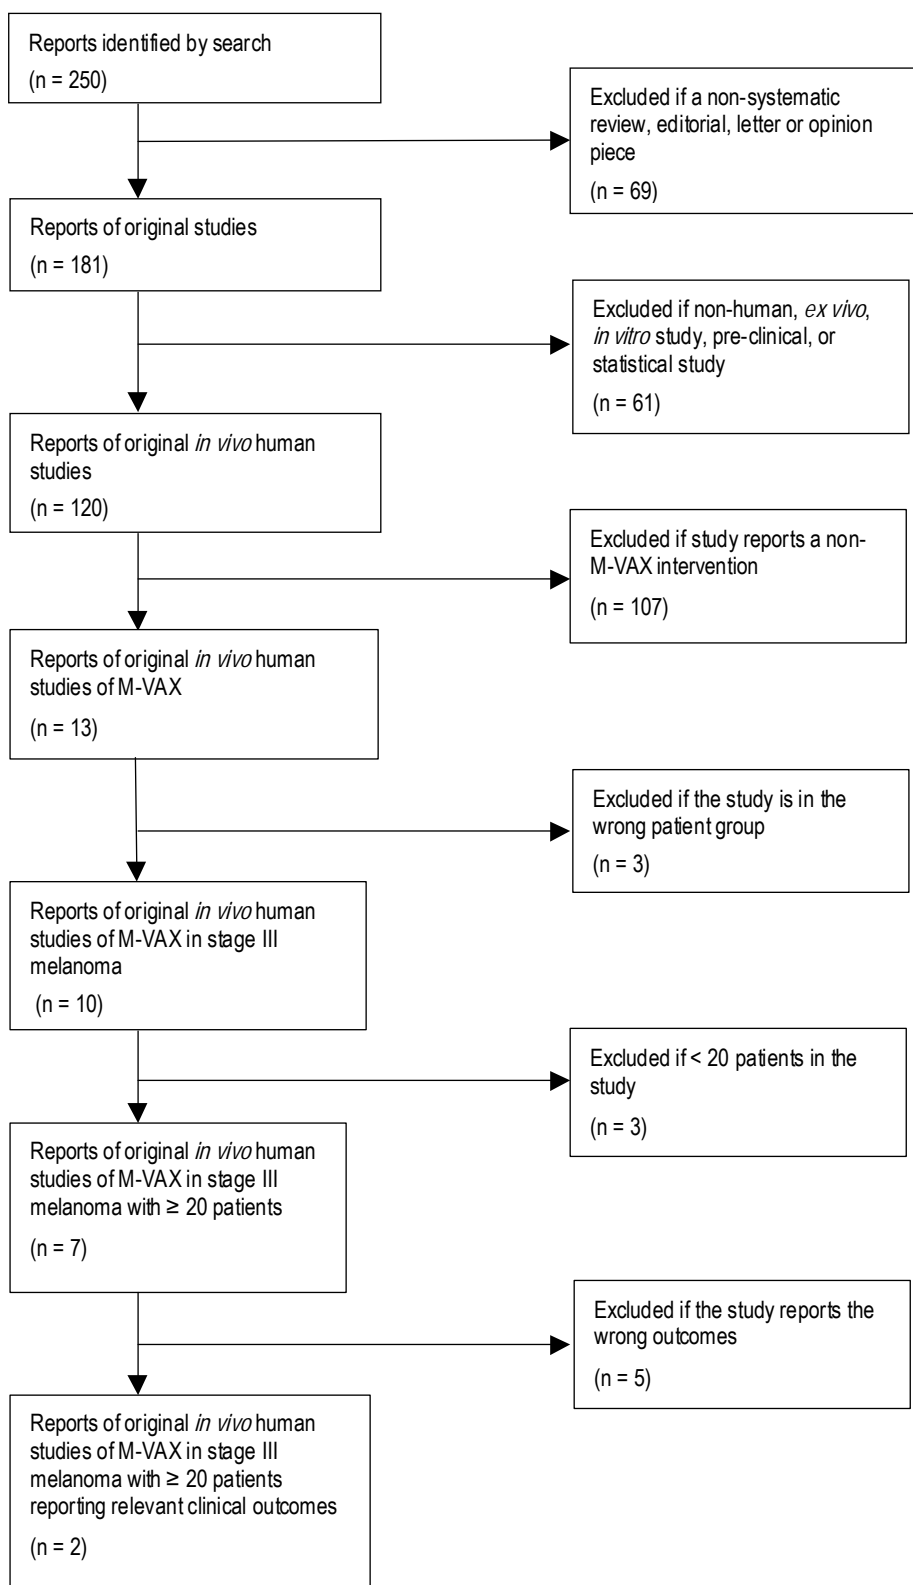 Reports identified by search
(n = 250)
Excluded if a non-systematic
review, editorial, letter or opinion
piece
(n = 69)
Reports of original studies
(n = 181)
Excluded if non-human, ex vivo,
in vitro study, pre-clinical, or
statistical study
(n = 61)
Reports of original in vivo human
studies
(n = 120)
Excluded if study reports a non-
M-VAX intervention
(n = 107)
Reports of original in vivo human
studies of M-VAX
(n = 13)
Excluded if the study is in the
wrong patient group
(n = 3)
Reports of original in vivo human
studies of M-VAX in stage III
melanoma
(n = 10)
Excluded if < 20 patients in the
study
(n = 3)
Reports of original in vivo human
studies of M-VAX in stage III
melanoma with ≥ 20 patients
(n = 7)
Excluded if the study reports the
wrong outcomes
(n = 5)
Reports of original in vivo human
studies of M-VAX in stage III
melanoma with ≥ 20 patients
reporting relevant clinical outcomes
(n = 2)